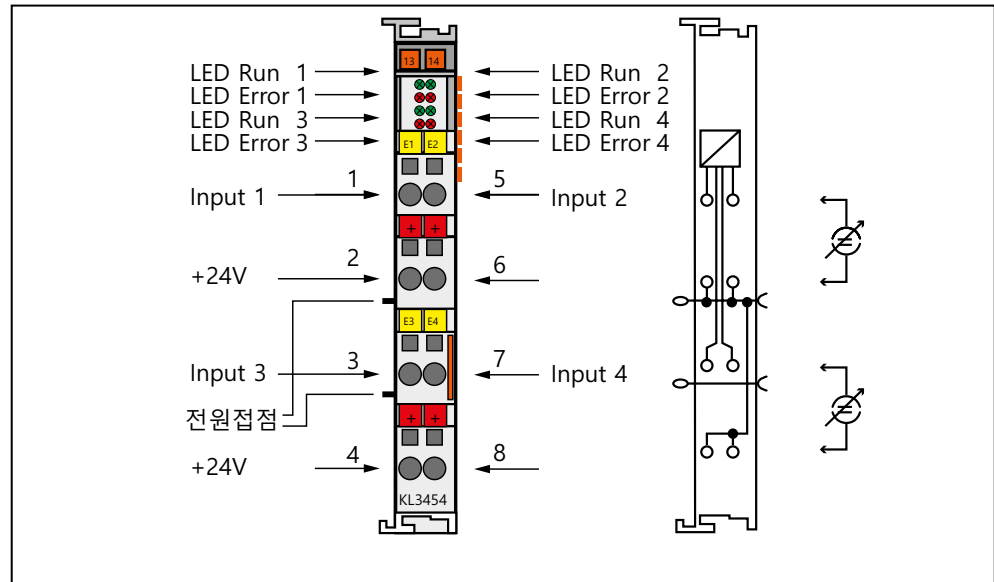 13 14
LED Run 1
LED Run 2
LED Error 1
LED Error 2
LED Run 3
LED Run 4
LED Error 3
LED Error 4
E1 E2
Input 1
1
5
Input 2
+ +
+24V
2
6
E3 E4
Input 3
3
7
Input 4
전원접점
+ +
+24V
4
8
KL3454